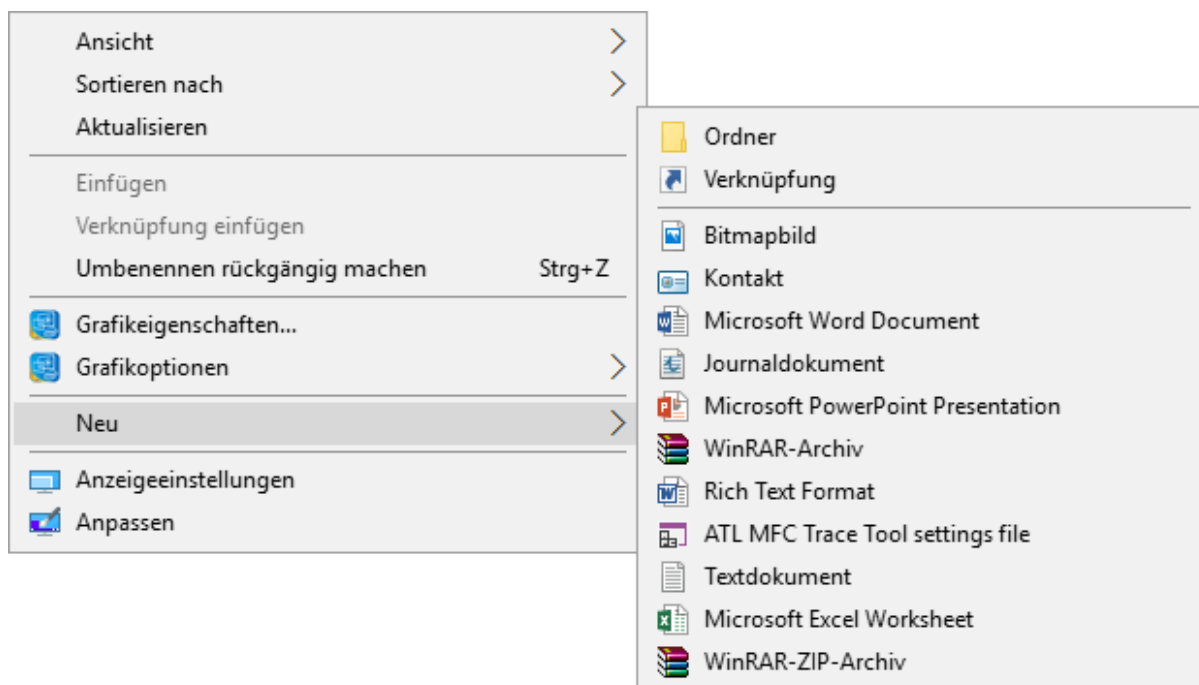 Ansicht
Sortieren nach
Aktualisieren
Einfügen
Verknüpfung einfügen
Umbenennen rückgängig machen Strg+Z
Grafikeigenschaften...
Grafikoptionen
Neu
Anzeigeeinstellungen
Anpassen
Ordner
Verknüpfung
Bitmapbild
Kontakt
Microsoft Word Document
Journaldokument
Microsoft PowerPoint Presentation
WinRAR-Archiv
Rich Text Format
ATL MFC Trace Tool settings file
Textdokument
Microsoft Excel Worksheet
WinRAR-ZIP-Archiv